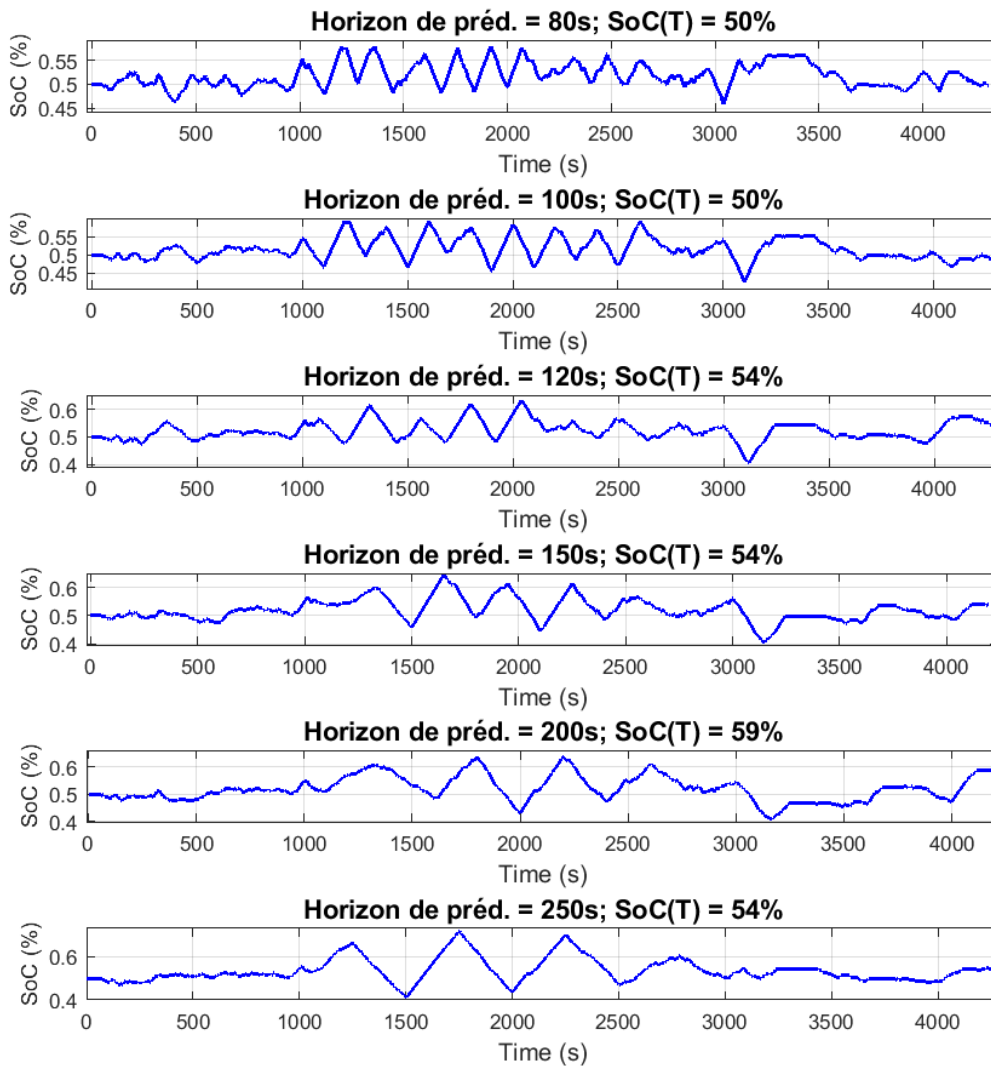 Horizon de préd. = 80s; SoC(T) = 50%
SoC (%)
0.55
0.5
0.45
0 500 1000 1500 2000 2500 3000 3500 4000
Time (s)
Horizon de préd. = 100s; SoC(T) = 50%
SoC (%)
0.55
0.5
0.45
0 500 1000 1500 2000 2500 3000 3500 4000
Time (s)
Horizon de préd. = 120s; SoC(T) = 54%
SoC (%)
0.6
0.5
0.4
0 500 1000 1500 2000 2500 3000 3500 4000
Time (s)
Horizon de préd. = 150s; SoC(T) = 54%
SoC (%)
0.6
0.5
0.4
0 500 1000 1500 2000 2500 3000 3500 4000
Time (s)
Horizon de préd. = 200s; SoC(T) = 59%
SoC (%)
0.6
0.5
0.4
0 500 1000 1500 2000 2500 3000 3500 4000
Time (s)
Horizon de préd. = 250s; SoC(T) = 54%
SoC (%)
0.6
0.4
0 500 1000 1500 2000 2500 3000 3500 4000
Time (s)